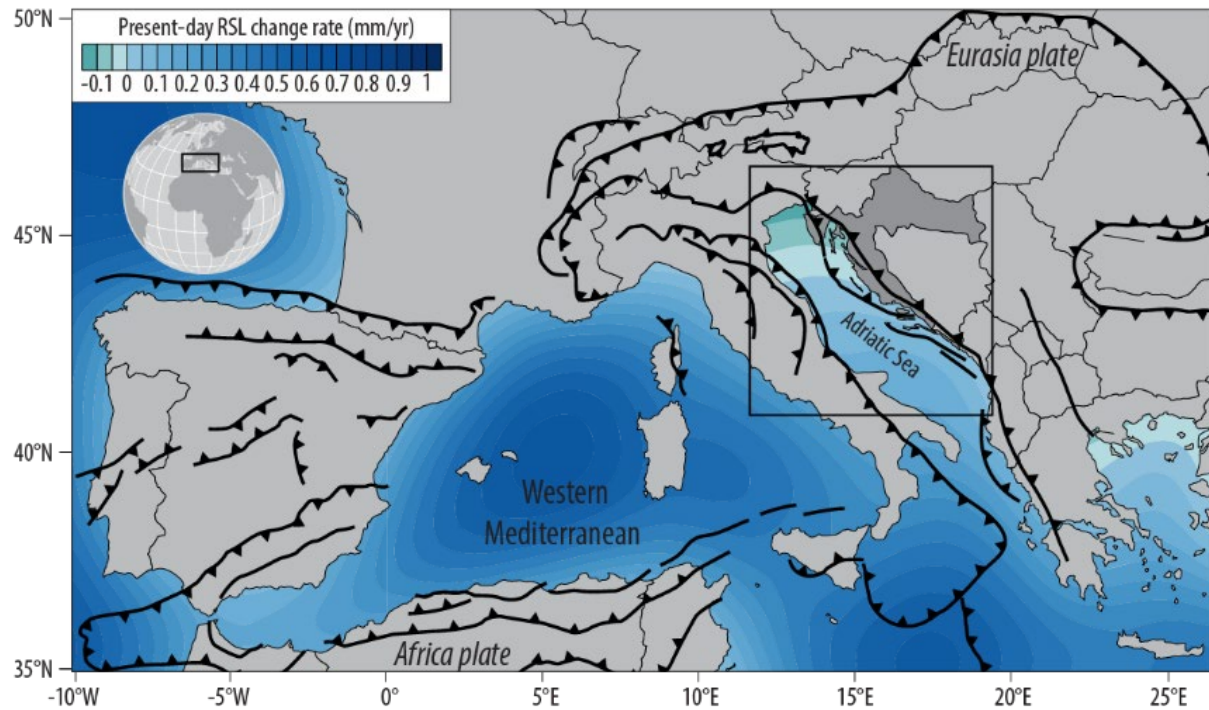 Present-day RSL change rate (mm/yr)
-0.1 0 0.1 0.2 0.3 0.4 0.5 0.6 0.7 0.8 0.9 1
50°N
45°N
40°N
35°N
Eurasia plate
Adriatic Sea
Western
Mediterranean
Africa plate
-10°W -5°W 0° 5°E 10°E 15°E 20°E 25°E